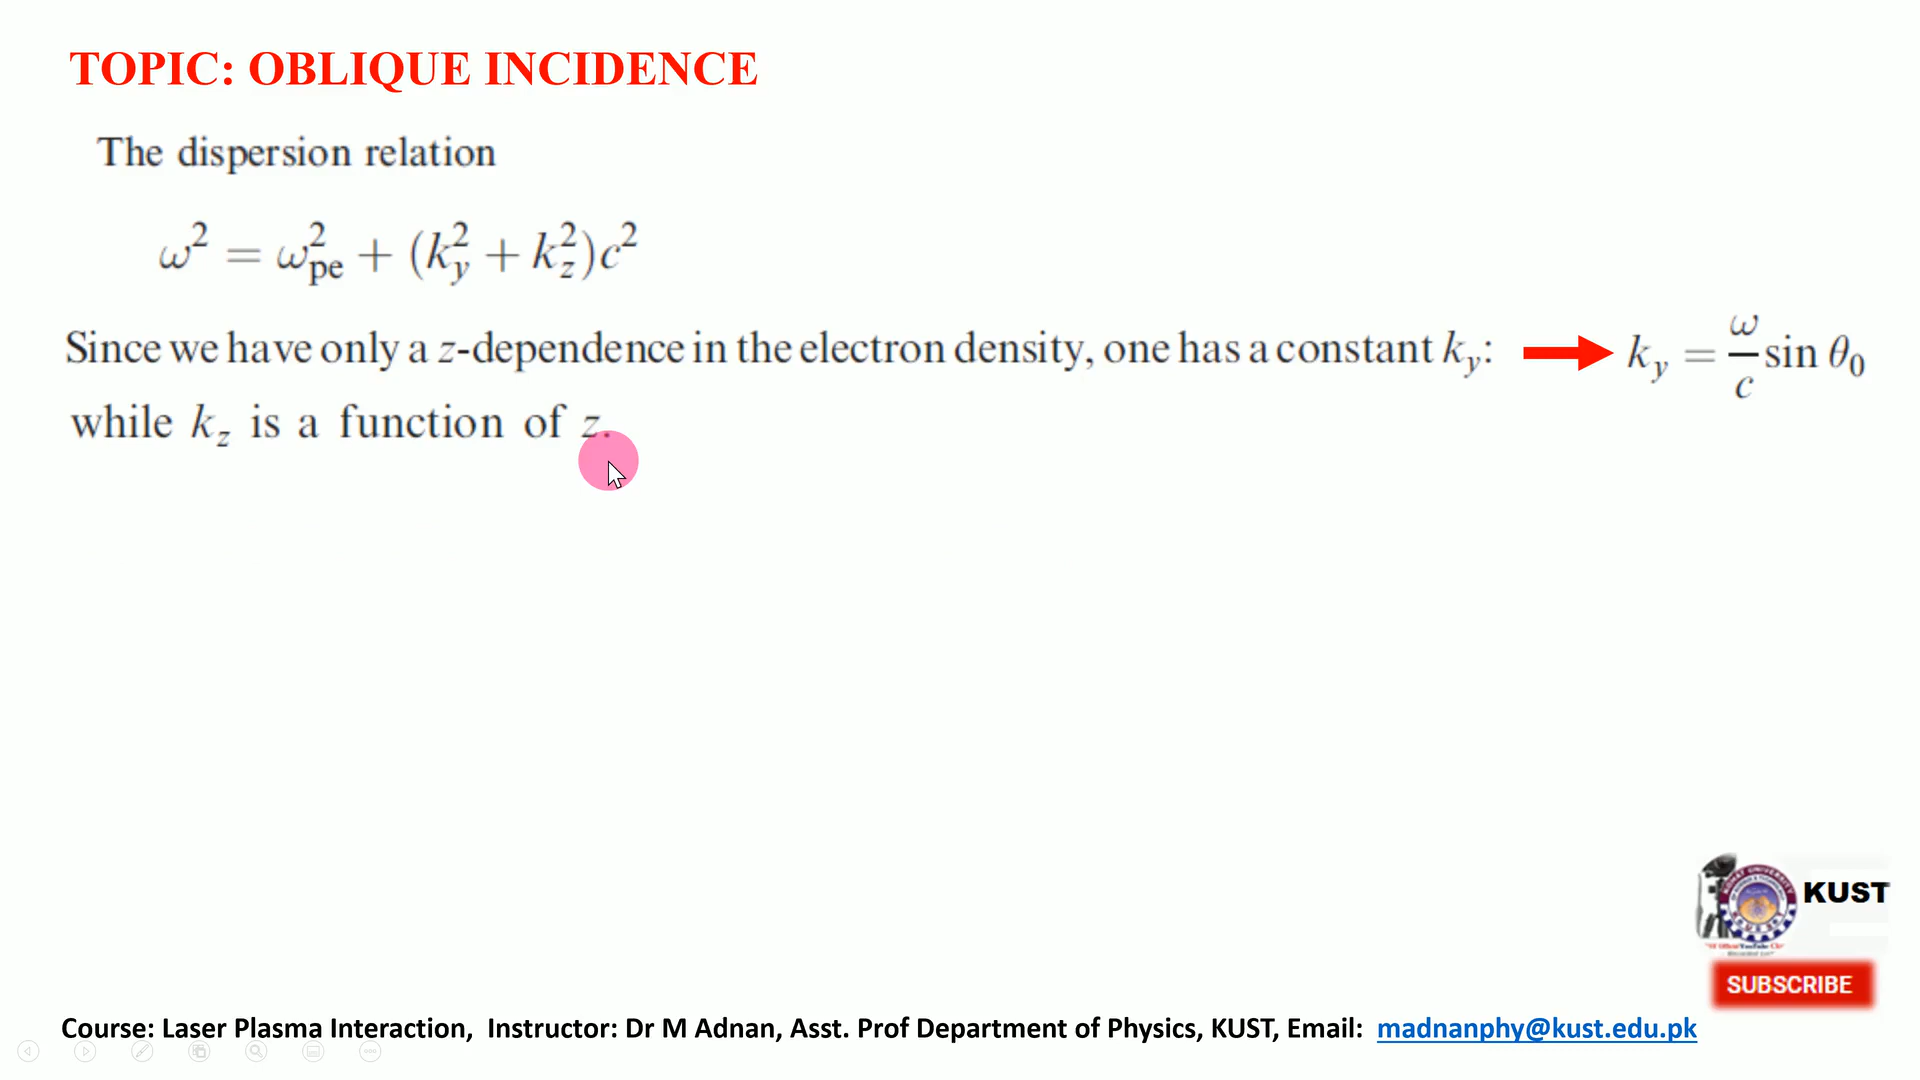 TOPIC: OBLIQUE INCIDENCE
The dispersion relation
ω² = ω²pe + (k²y + k²z)c²
Since we have only a z-dependence in the electron density, one has a constant ky: ky = ω/c sin θ₀
while kz is a function of z.
KUST
SUBSCRIBE
Course: Laser Plasma Interaction, Instructor: Dr M Adnan, Asst. Prof Department of Physics, KUST, Email: madnanphy@kust.edu.pk